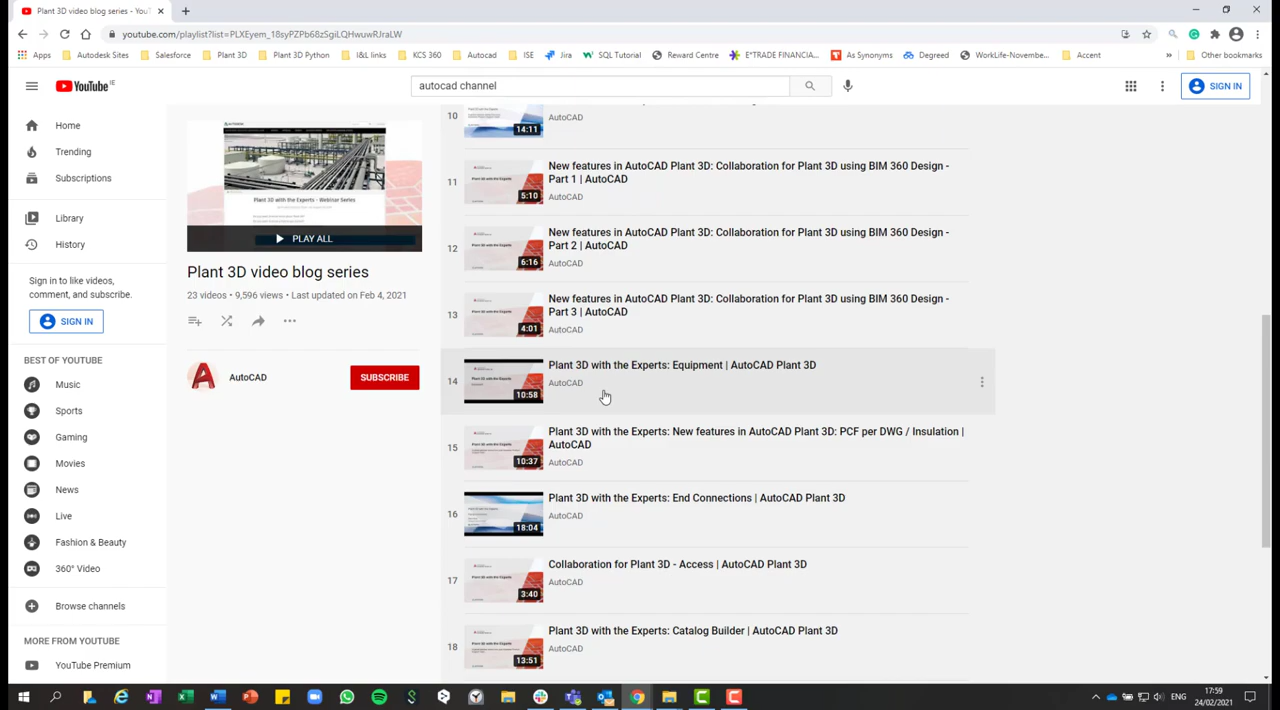 Plant 3D video blog series - You
youtube.com/playlist?list=PLXEyem_18syPZPb68zSgiLQHwuwRJraLK
Apps Autodesk Sites Salesforce Plant 3D Plant 3D Python I&L links KCS 360 Autocad ISE Jira SQL Tutorial Reward Centre E*TRADE FINANCIA... As Synonyms Degreed WorkLife-Novembe... Accent » Other bookmarks
YouTube IE
autocad channel
SIGN IN
Home
Trending
Subscriptions
Library
History
Sign in to like videos,
comment, and subscribe.
SIGN IN
BEST OF YOUTUBE
Music
Sports
Gaming
Movies
News
Live
Fashion & Beauty
360° Video
Browse channels
MORE FROM YOUTUBE
YouTube Premium
Plant 3D with the Experts - Webinar Series
PLAY ALL
Plant 3D video blog series
23 videos • 9,596 views • Last updated on Feb 4, 2021
AutoCAD
SUBSCRIBE
10
14:11
AutoCAD
11
5:10
New features in AutoCAD Plant 3D: Collaboration for Plant 3D using BIM 360 Design -
Part 1 | AutoCAD
AutoCAD
12
6:16
New features in AutoCAD Plant 3D: Collaboration for Plant 3D using BIM 360 Design -
Part 2 | AutoCAD
AutoCAD
13
4:01
New features in AutoCAD Plant 3D: Collaboration for Plant 3D using BIM 360 Design -
Part 3 | AutoCAD
AutoCAD
14
10:58
Plant 3D with the Experts: Equipment | AutoCAD Plant 3D
AutoCAD
15
10:37
Plant 3D with the Experts: New features in AutoCAD Plant 3D: PCF per DWG / Insulation |
AutoCAD
AutoCAD
16
18:04
Plant 3D with the Experts: End Connections | AutoCAD Plant 3D
AutoCAD
17
3:40
Collaboration for Plant 3D - Access | AutoCAD Plant 3D
AutoCAD
18
13:51
Plant 3D with the Experts: Catalog Builder | AutoCAD Plant 3D
AutoCAD
ENG
17:59
24/02/2021